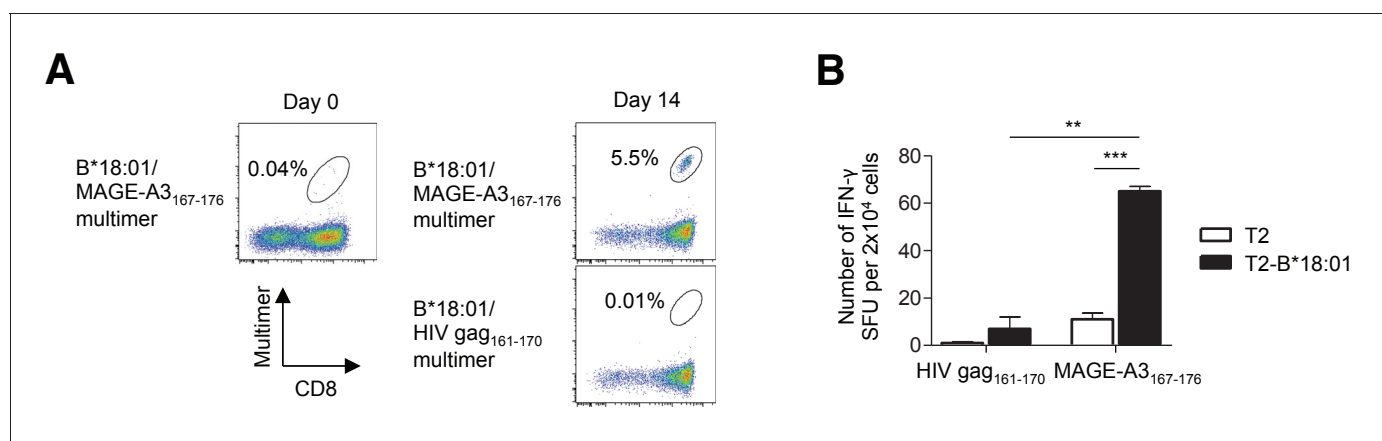 A
Day 0
B*18:01/
MAGE-A3167-176
multimer
0.04%
Multimer
CD8
Day 14
B*18:01/
MAGE-A3167-176
multimer
5.5%
B*18:01/
HIV gag161-170
multimer
0.01%
B
Number of IFN-γ
SFU per 2x10⁴ cells
80
60
40
20
0
**
***
HIV gag161-170 MAGE-A3167-176
T2
T2-B*18:01